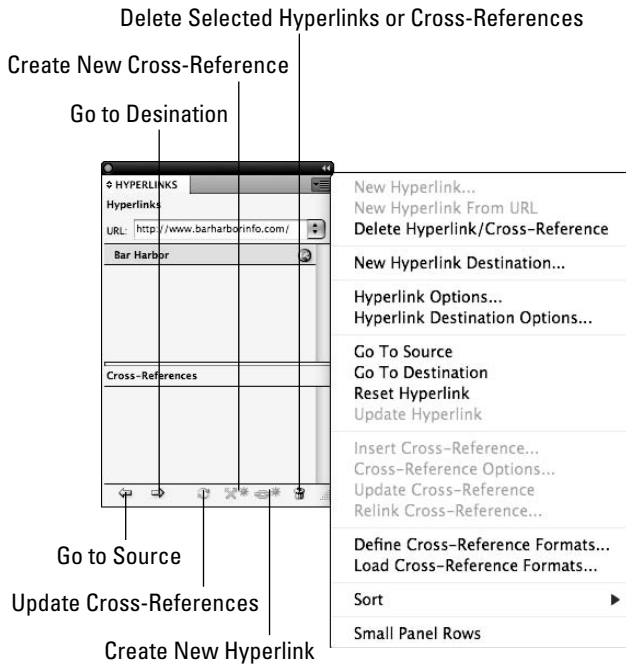 Delete Selected Hyperlinks or Cross-References
Create New Cross-Reference
Go to Desination
HYPERLINKS
Hyperlinks
URL: http://www.barharborinfo.com/
Bar Harbor
Cross-References
New Hyperlink...
New Hyperlink From URL
Delete Hyperlink/Cross-Reference
New Hyperlink Destination...
Hyperlink Options...
Hyperlink Destination Options...
Go To Source
Go To Destination
Reset Hyperlink
Update Hyperlink
Insert Cross-Reference...
Cross-Reference Options...
Update Cross-Reference
Relink Cross-Reference...
Define Cross-Reference Formats...
Load Cross-Reference Formats...
Sort
Small Panel Rows
Go to Source
Update Cross-References
Create New Hyperlink